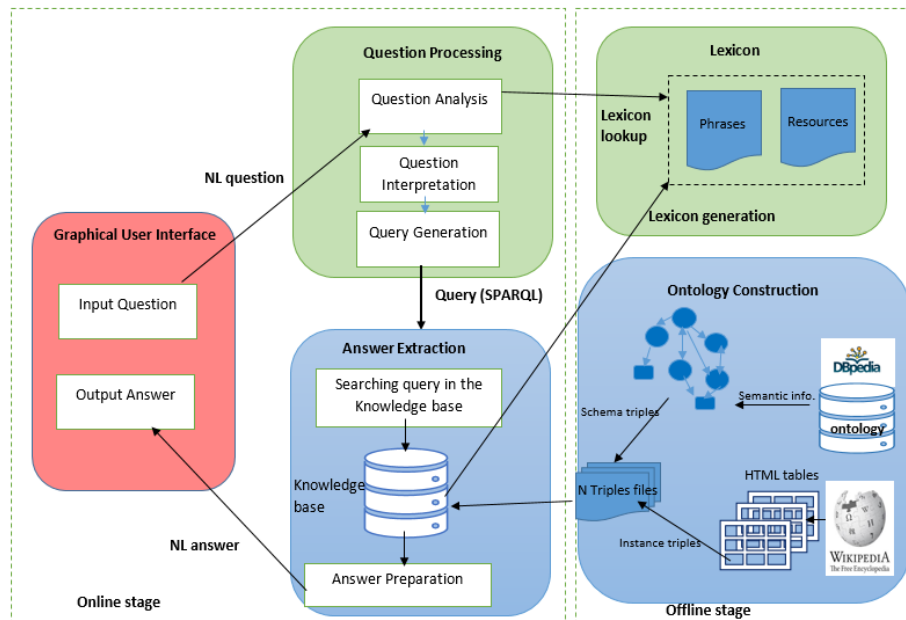 Question Processing
Question Analysis
Question
Interpretation
Query Generation
NL question
Graphical User Interface
Input Question
Output Answer
NL answer
Query (SPARQL)
Answer Extraction
Searching query in the
Knowledge base
Knowledge
base
Answer Preparation
Online stage
Lexicon
Lexicon
lookup
Phrases
Resources
Lexicon generation
Ontology Construction
DBpedia
Semantic info.
ontology
Schema triples
N Triples files
HTML tables
Instance triples
WIKIPEDIA
The Free Encyclopedia
Offline stage